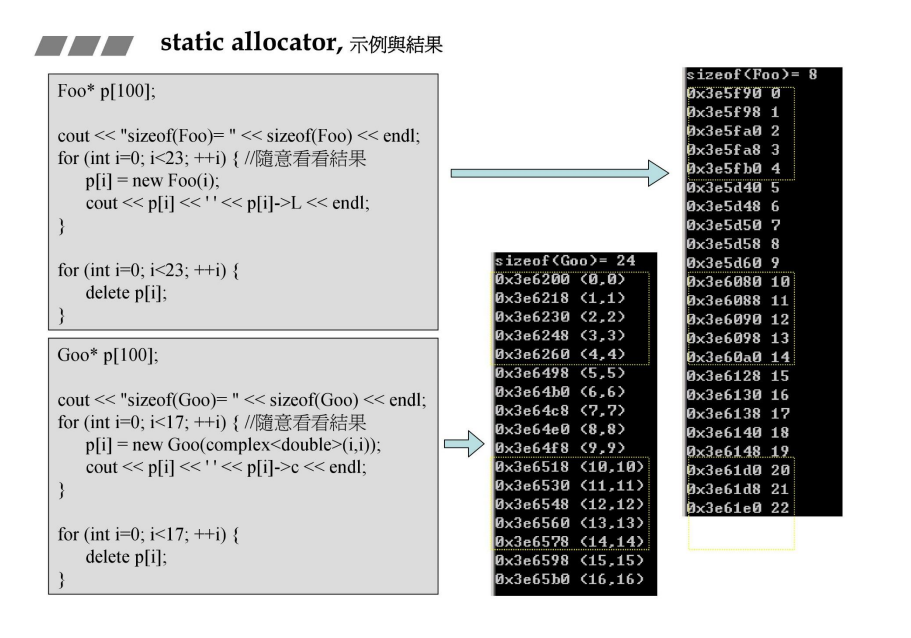 static allocator, 示例與結果
Foo* p[100];
cout << "sizeof(Foo)= " << sizeof(Foo) << endl;
for (int i=0; i<23; ++i) { //隨意看看結果
p[i] = new Foo(i);
cout << p[i] << ' ' << p[i]->L << endl;
}
for (int i=0; i<23; ++i) {
delete p[i];
}
Goo* p[100];
cout << "sizeof(Goo)= " << sizeof(Goo) << endl;
for (int i=0; i<17; ++i) { //隨意看看結果
p[i] = new Goo(complex<double>(i,i));
cout << p[i] << ' ' << p[i]->c << endl;
}
for (int i=0; i<17; ++i) {
delete p[i];
}
sizeof(Goo)= 24
0x3e6200 (0,0)
0x3e6218 (1,1)
0x3e6230 (2,2)
0x3e6248 (3,3)
0x3e6260 (4,4)
0x3e6498 (5,5)
0x3e64b0 (6,6)
0x3e64c8 (7,7)
0x3e64e0 (8,8)
0x3e64f8 (9,9)
0x3e6518 (10,10)
0x3e6530 (11,11)
0x3e6548 (12,12)
0x3e6560 (13,13)
0x3e6578 (14,14)
0x3e6598 (15,15)
0x3e65b0 (16,16)
sizeof(Foo)= 8
0x3e5f90 0
0x3e5f98 1
0x3e5fa0 2
0x3e5fa8 3
0x3e5fb0 4
0x3e5d40 5
0x3e5d48 6
0x3e5d50 7
0x3e5d58 8
0x3e5d60 9
0x3e6080 10
0x3e6088 11
0x3e6090 12
0x3e6098 13
0x3e60a0 14
0x3e6128 15
0x3e6130 16
0x3e6138 17
0x3e6140 18
0x3e6148 19
0x3e61d0 20
0x3e61d8 21
0x3e61e0 22